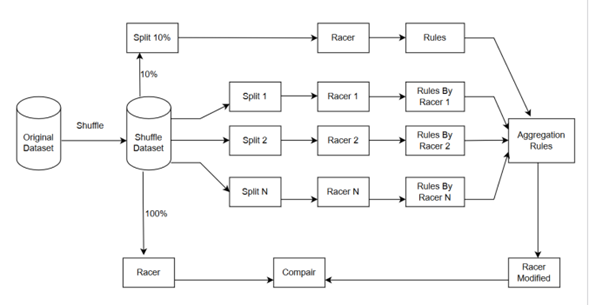 Split 10%
Racer
Rules
10%
Split 1
Racer 1
Rules By
Racer 1
Original
Dataset
Shuffle
Shuffle
Dataset
Split 2
Racer 2
Rules By
Racer 2
Aggregation
Rules
Split N
Racer N
Rules By
Racer N
100%
Racer
Compair
Racer
Modified